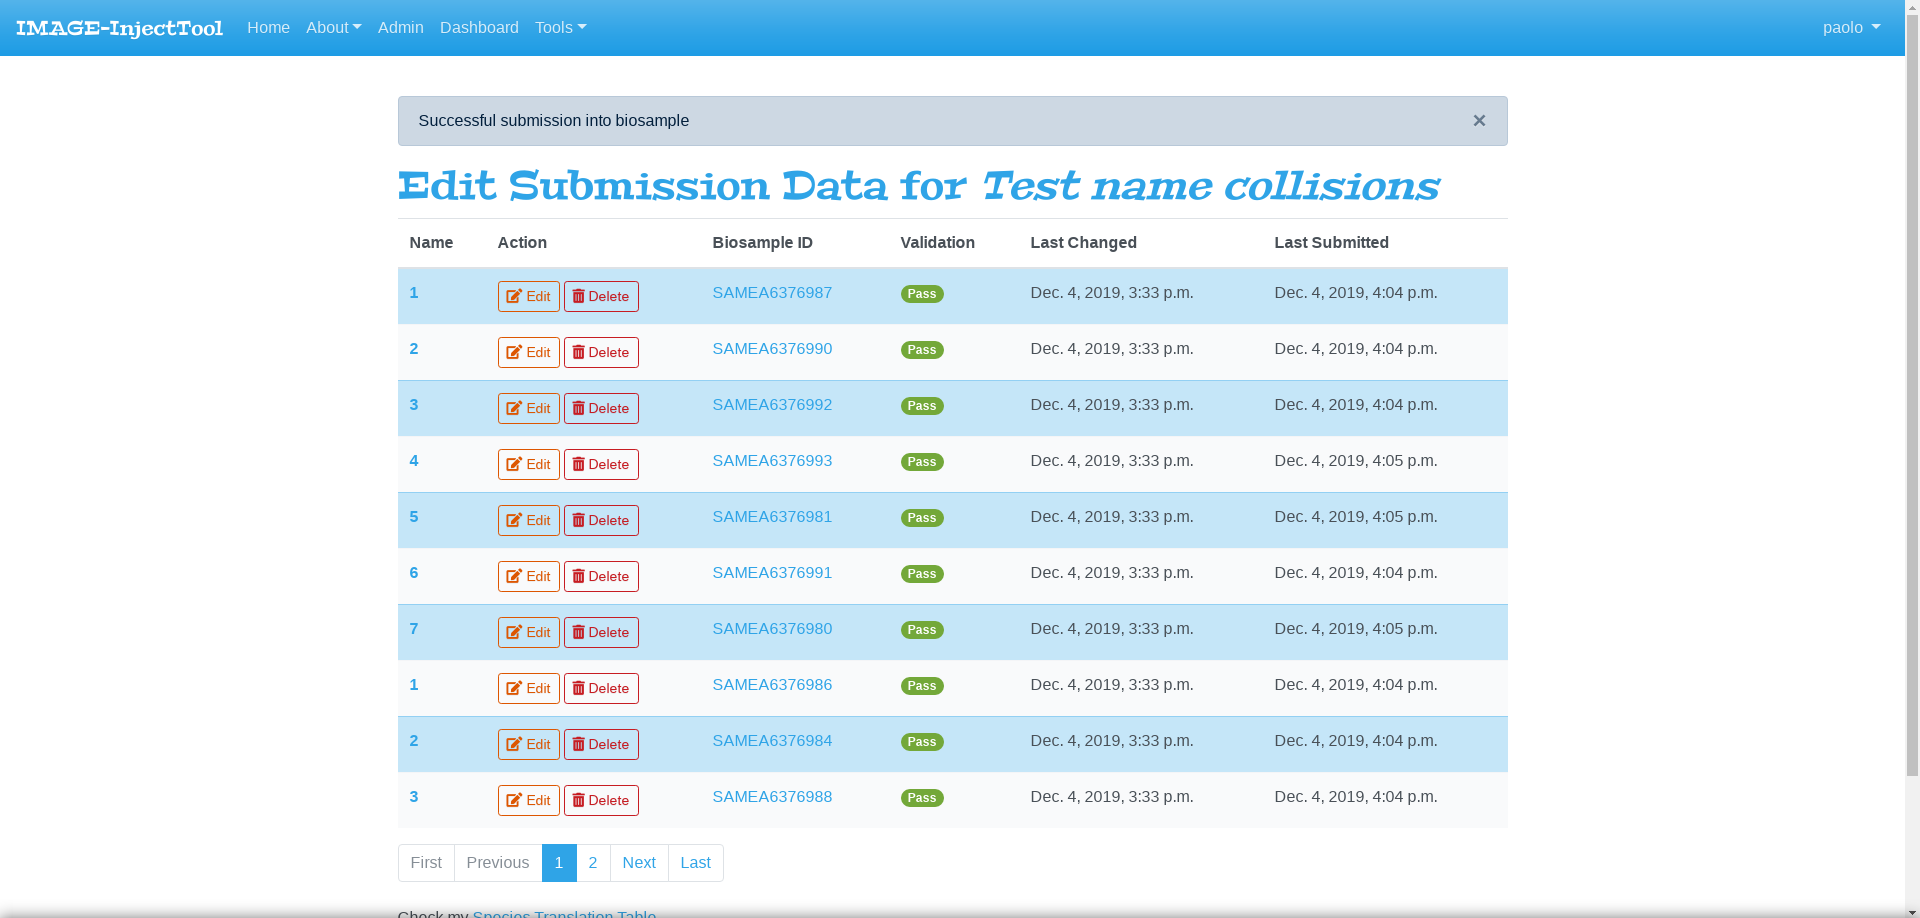 IMAGE-InjectTool Home About Admin Dashboard Tools paolo
Successful submission into biosample ×
Edit Submission Data for Test name collisions
Name Action Biosample ID Validation Last Changed Last Submitted
1 Edit Delete SAMEA6376987 Pass Dec. 4, 2019, 3:33 p.m. Dec. 4, 2019, 4:04 p.m.
2 Edit Delete SAMEA6376990 Pass Dec. 4, 2019, 3:33 p.m. Dec. 4, 2019, 4:04 p.m.
3 Edit Delete SAMEA6376992 Pass Dec. 4, 2019, 3:33 p.m. Dec. 4, 2019, 4:04 p.m.
4 Edit Delete SAMEA6376993 Pass Dec. 4, 2019, 3:33 p.m. Dec. 4, 2019, 4:05 p.m.
5 Edit Delete SAMEA6376981 Pass Dec. 4, 2019, 3:33 p.m. Dec. 4, 2019, 4:05 p.m.
6 Edit Delete SAMEA6376991 Pass Dec. 4, 2019, 3:33 p.m. Dec. 4, 2019, 4:04 p.m.
7 Edit Delete SAMEA6376980 Pass Dec. 4, 2019, 3:33 p.m. Dec. 4, 2019, 4:05 p.m.
1 Edit Delete SAMEA6376986 Pass Dec. 4, 2019, 3:33 p.m. Dec. 4, 2019, 4:04 p.m.
2 Edit Delete SAMEA6376984 Pass Dec. 4, 2019, 3:33 p.m. Dec. 4, 2019, 4:04 p.m.
3 Edit Delete SAMEA6376988 Pass Dec. 4, 2019, 3:33 p.m. Dec. 4, 2019, 4:04 p.m.
First Previous 1 2 Next Last
Check my Species Translation Table